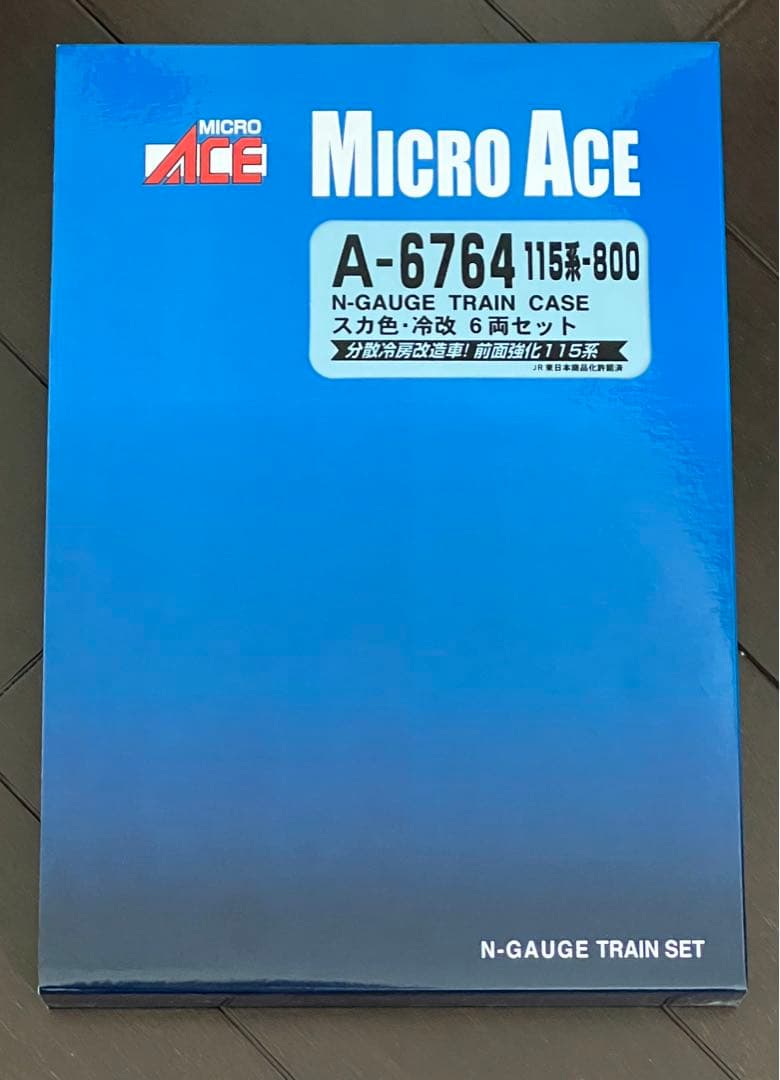 MICRO
ACE
MICRO ACE
A-6764 115系-800
N-GAUGE TRAIN CASE
スカ色・冷改 6両セット
分散冷房改造車! 前面強化115系
JR東日本商品化許諾済
N-GAUGE TRAIN SET